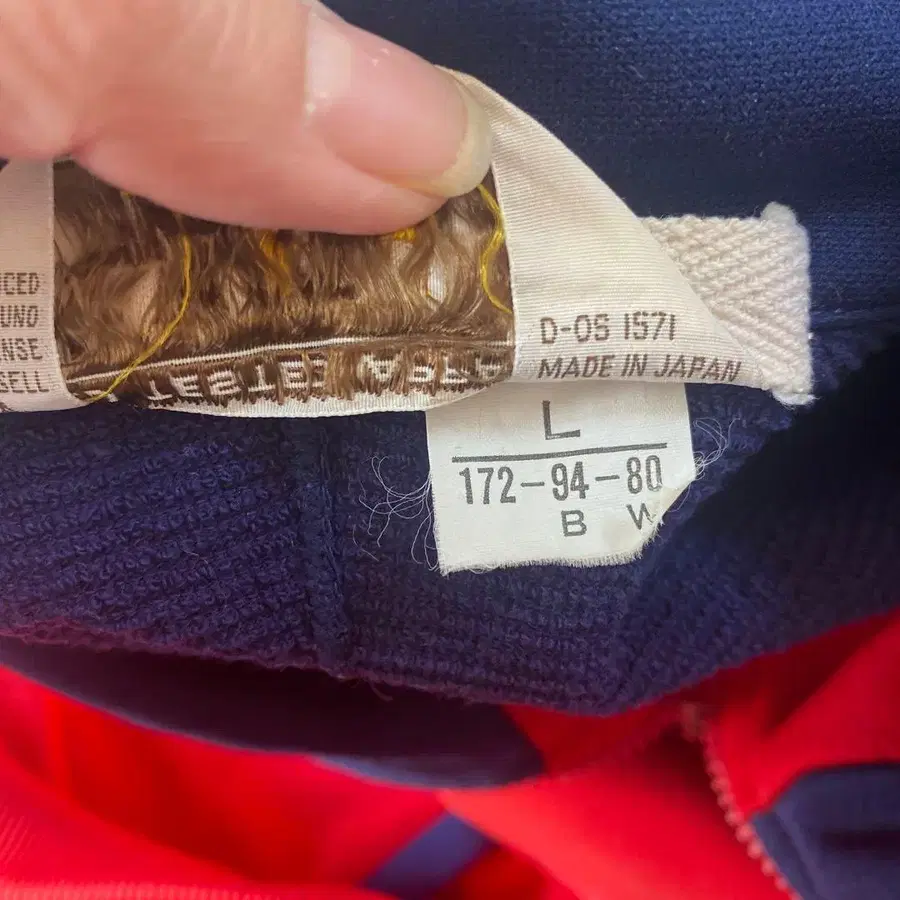 CED
UND
NSE
SELL
D-OS 1571
MADE IN JAPAN
L
172-94-80
B W